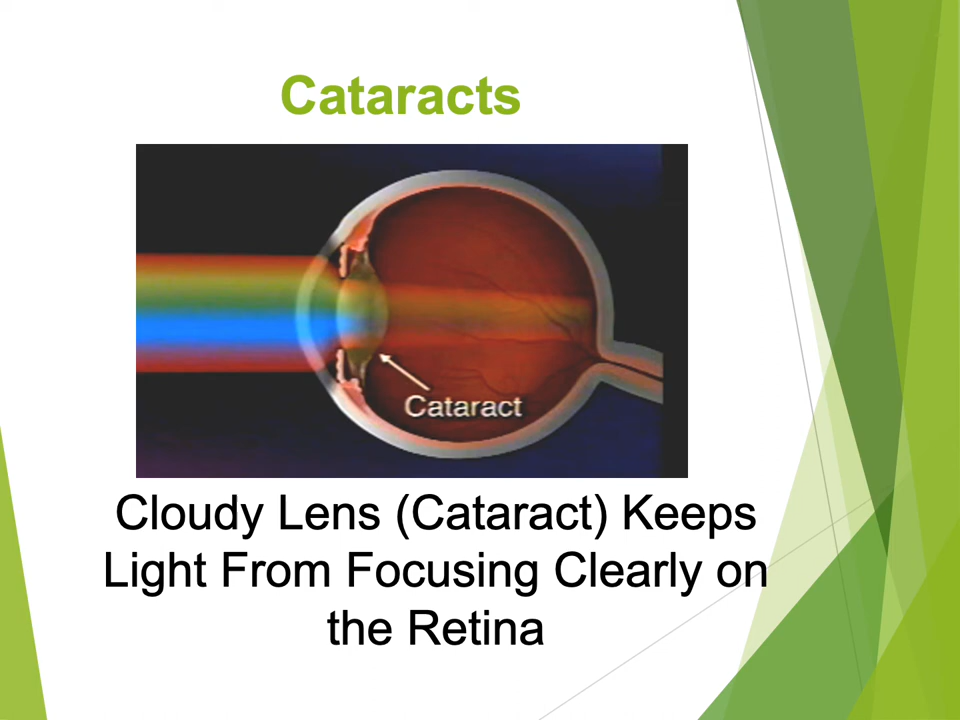 Cataracts
Cataract
Cloudy Lens (Cataract) Keeps
Light From Focusing Clearly on
the Retina